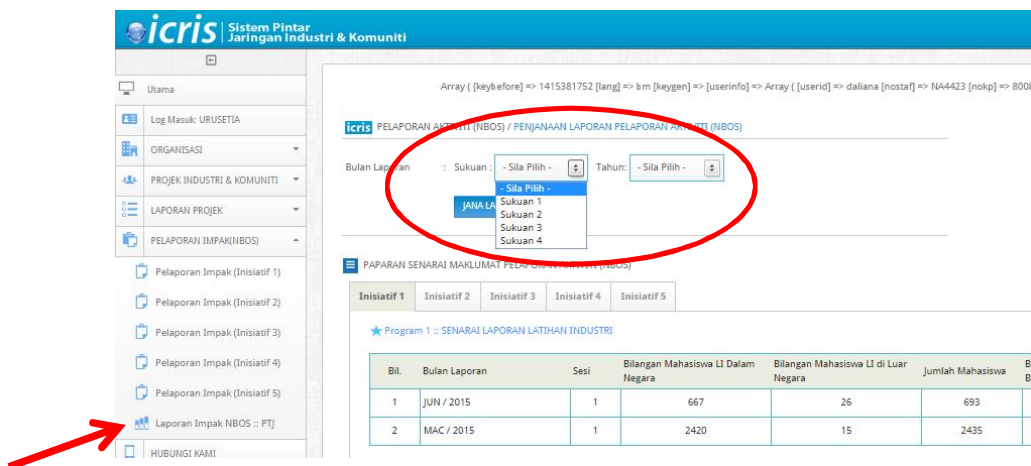 icris Sistem Pintar
Jaringan Industri & Komuniti
Utama
Log Masuk: URUSETIA
ORGANISASI
PROJEK INDUSTRI & KOMUNITI
LAPORAN PROJEK
PELAPORAN IMPAK(NBOS)
Pelaporan Impak (Inisiatif 1)
Pelaporan Impak (Inisiatif 2)
Pelaporan Impak (Inisiatif 3)
Pelaporan Impak (Inisiatif 4)
Pelaporan Impak (Inisiatif 5)
Laporan Impak NBOS :: PTJ
HUBUNGI KAMI
Array ( [keybefore] => 1415381752 [lang] => bm [keygen] => [userinfo] => Array ( [userid] => daliana [nostaf] => NA4423 [nokp] => 8008
icris PELAPORAN AKTIVITI (NBOS) / PENJANAAN LAPORAN PELAPORAN AKTIVITI (NBOS)
Bulan Laporan : Sukuan : - Sila Pilih - Tahun: - Sila Pilih -
- Sila Pilih -
Sukuan 1
Sukuan 2
Sukuan 3
Sukuan 4
JANA
PAPARAN SENARAI MAKLUMAT PELAPORAN AKTIVITI (NBOS)
Inisiatif 1 Inisiatif 2 Inisiatif 3 Inisiatif 4 Inisiatif 5
Program 1 :: SENARAI LAPORAN LATIHAN INDUSTRI
Bil. Bulan Laporan Sesi Bilangan Mahasiswa LI Dalam Negara Bilangan Mahasiswa LI di Luar Negara Jumlah Mahasiswa
1 JUN / 2015 1 667 26 693
2 MAC / 2015 1 2420 15 2435